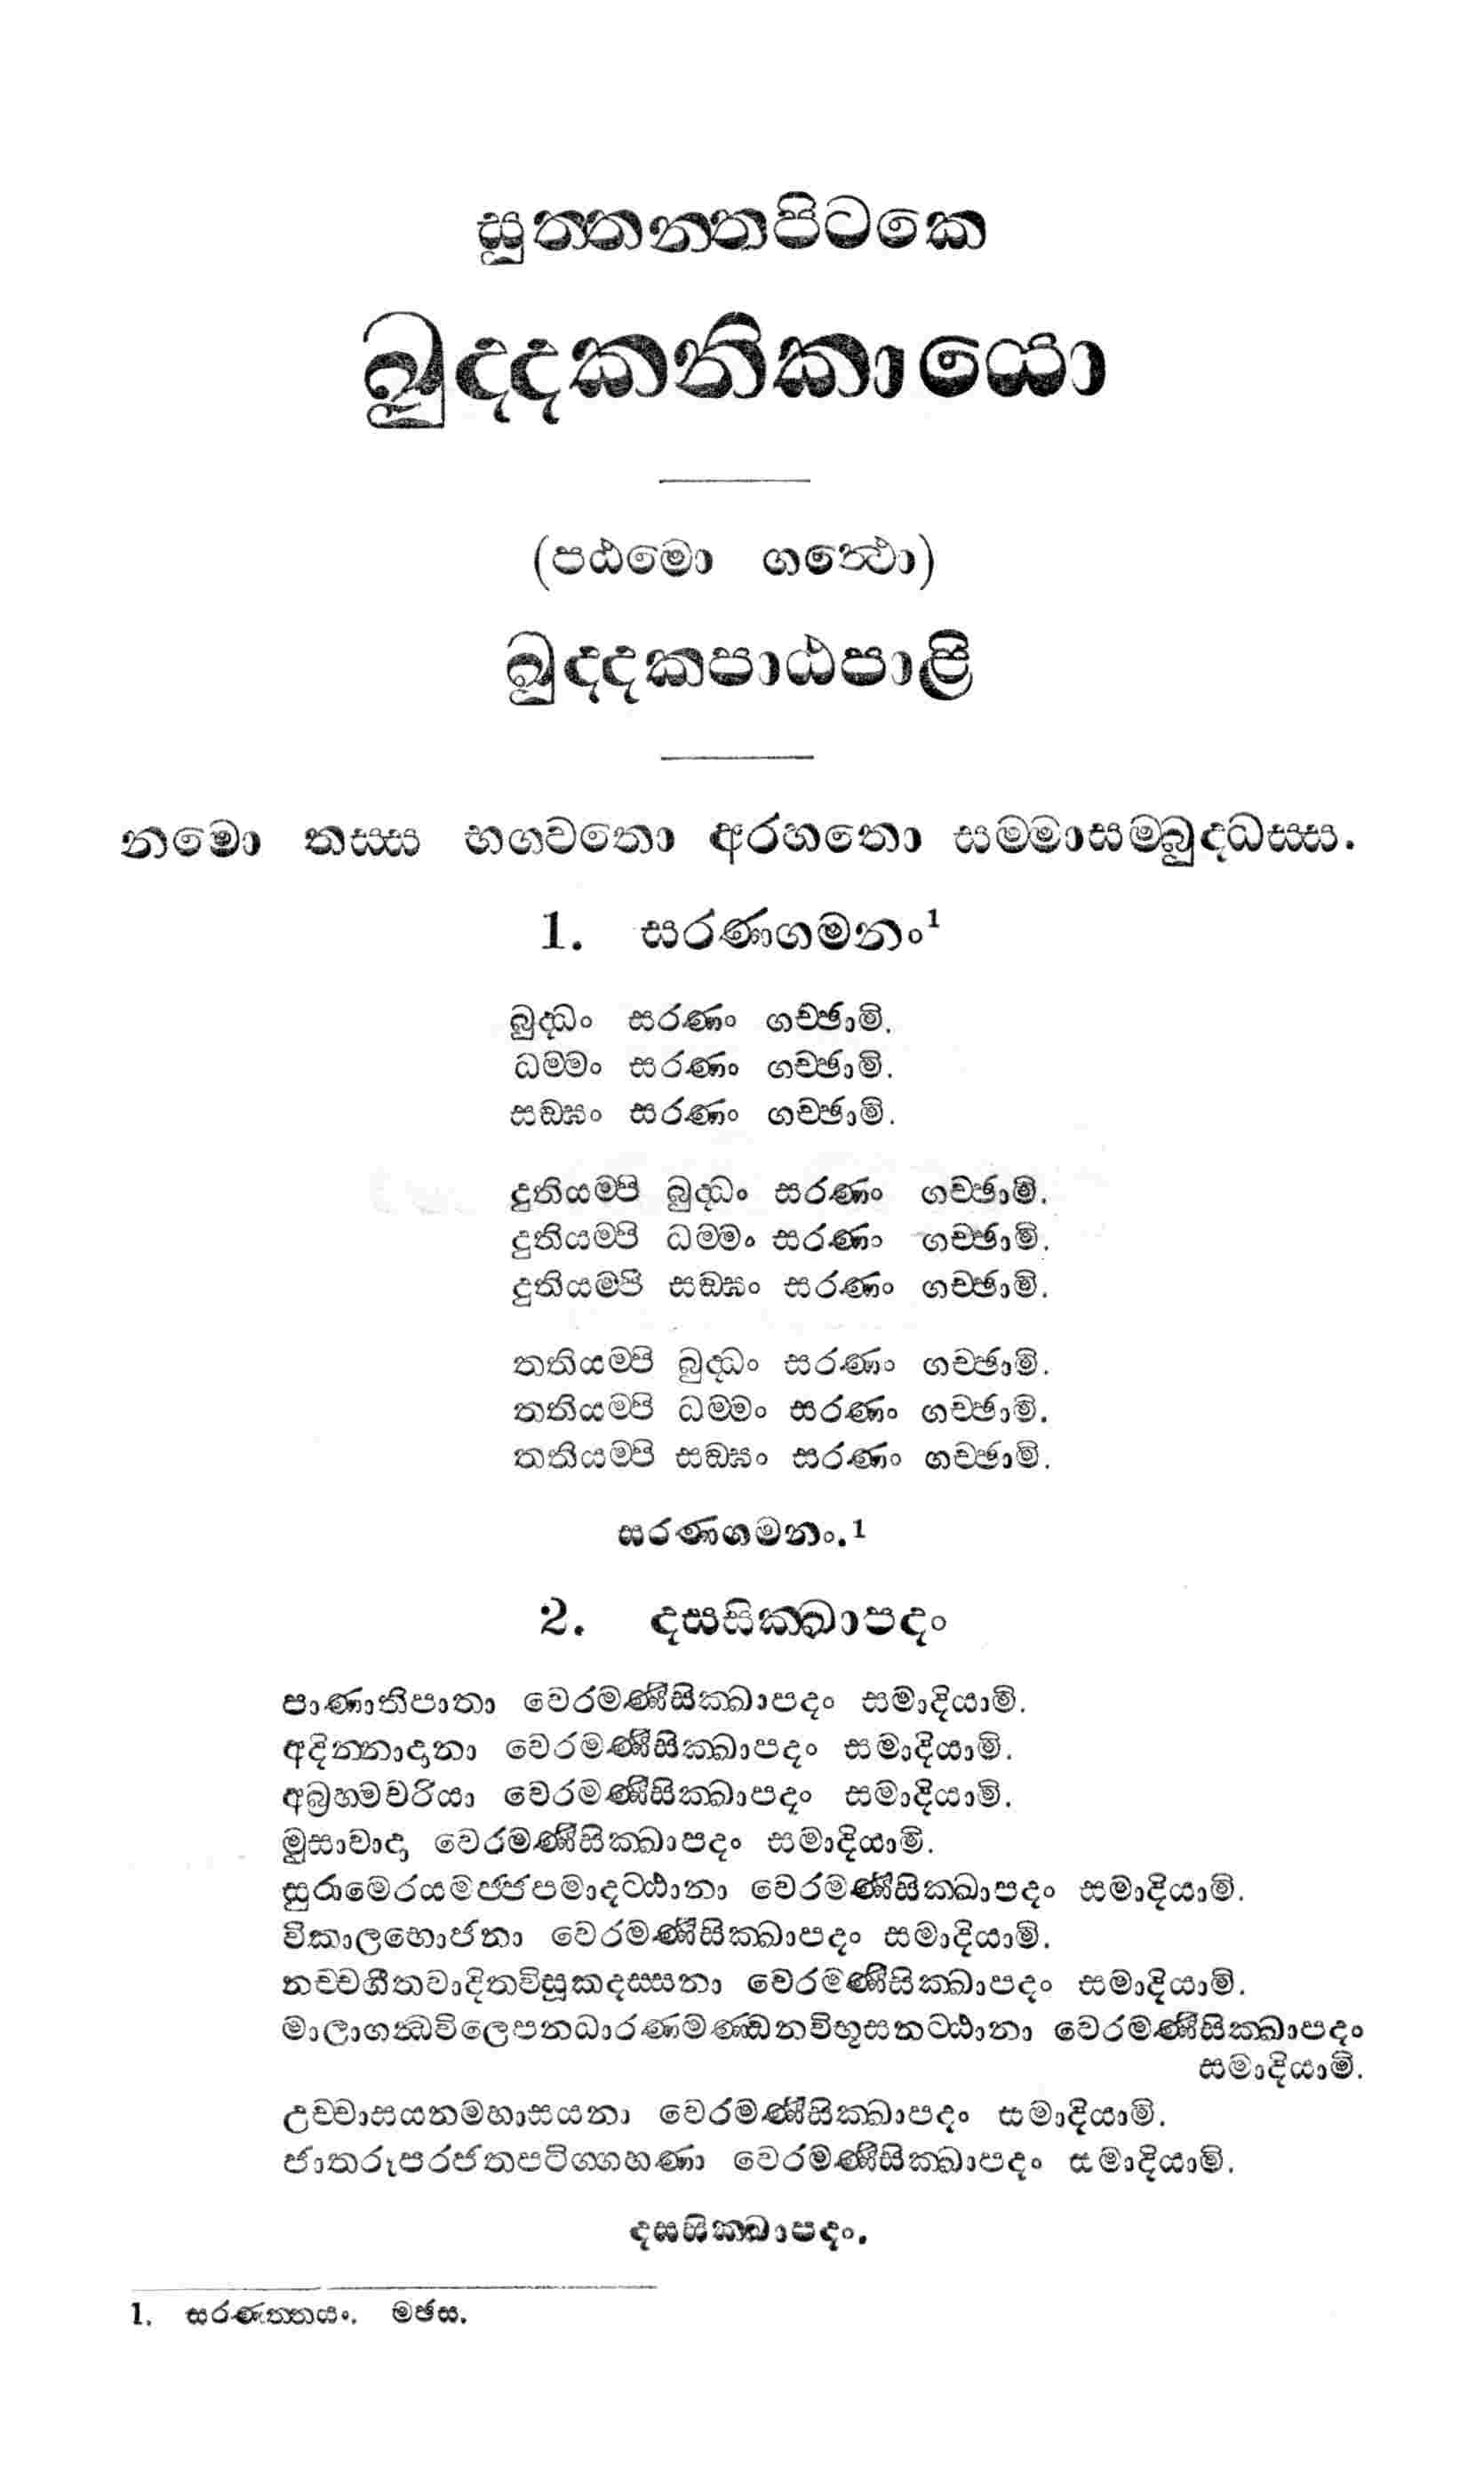 සුත්තන්තපිටකෙ
ඛුද්දකනිකායො
(පඨමො ගන්ථො)
ඛුද්දකපාඨපාළි
නමො තස්ස භගවතො අරහතො සම්මාසම්බුද්ධස්ස.
1. සරණගමනං¹
බුද්ධං සරණං ගච්ඡාමි.
ධම්මං සරණං ගච්ඡාමි.
සඞ්ඝං සරණං ගච්ඡාමි.
දුතියම්පි බුද්ධං සරණං ගච්ඡාමි.
දුතියම්පි ධම්මං සරණං ගච්ඡාමි.
දුතියම්පි සඞ්ඝං සරණං ගච්ඡාමි.
තතියම්පි බුද්ධං සරණං ගච්ඡාමි.
තතියම්පි ධම්මං සරණං ගච්ඡාමි.
තතියම්පි සඞ්ඝං සරණං ගච්ඡාමි.
සරණගමනං.¹
2. දසසික්ඛාපදං
පාණාතිපාතා වෙරමණීසික්ඛාපදං සමාදියාමි.
අදින්නාදානා වෙරමණීසික්ඛාපදං සමාදියාමි.
අබ්‍රහ්මචරියා වෙරමණීසික්ඛාපදං සමාදියාමි.
මුසාවාදා වෙරමණීසික්ඛාපදං සමාදියාමි.
සුරාමෙරයමජ්ජපමාදට්ඨානා වෙරමණීසික්ඛාපදං සමාදියාමි.
විකාලභොජනා වෙරමණීසික්ඛාපදං සමාදියාමි.
නච්චගීතවාදිතවිසූකදස්සනා වෙරමණීසික්ඛාපදං සමාදියාමි.
මාලාගන්ධවිලෙපනධාරණමණ්ඩනවිභූසනට්ඨානා වෙරමණීසික්ඛාපදං
සමාදියාමි.
උච්චාසයනමහාසයනා වෙරමණීසික්ඛාපදං සමාදියාමි.
ජාතරූපරජතපටිග්ගහණා වෙරමණීසික්ඛාපදං සමාදියාමි.
දසසික්ඛාපදං.
1. සරණත්තයං. මඡසං.